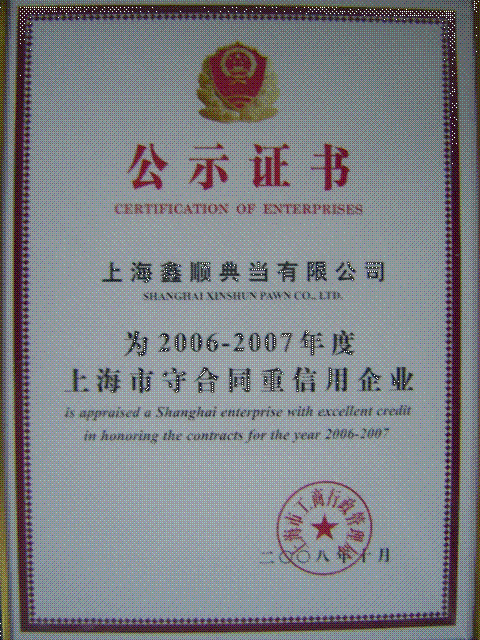 公示证书
CERTIFICATION OF ENTERPRISES
上海鑫顺典当有限公司
SHANGHAI XINSHUN PAWN CO., LTD.
为2006-2007年度
上海市守合同重信用企业
is appraised a Shanghai enterprise with excellent credit
in honoring the contracts for the year 2006-2007
上海市工商行政管理局
二〇〇八年十月